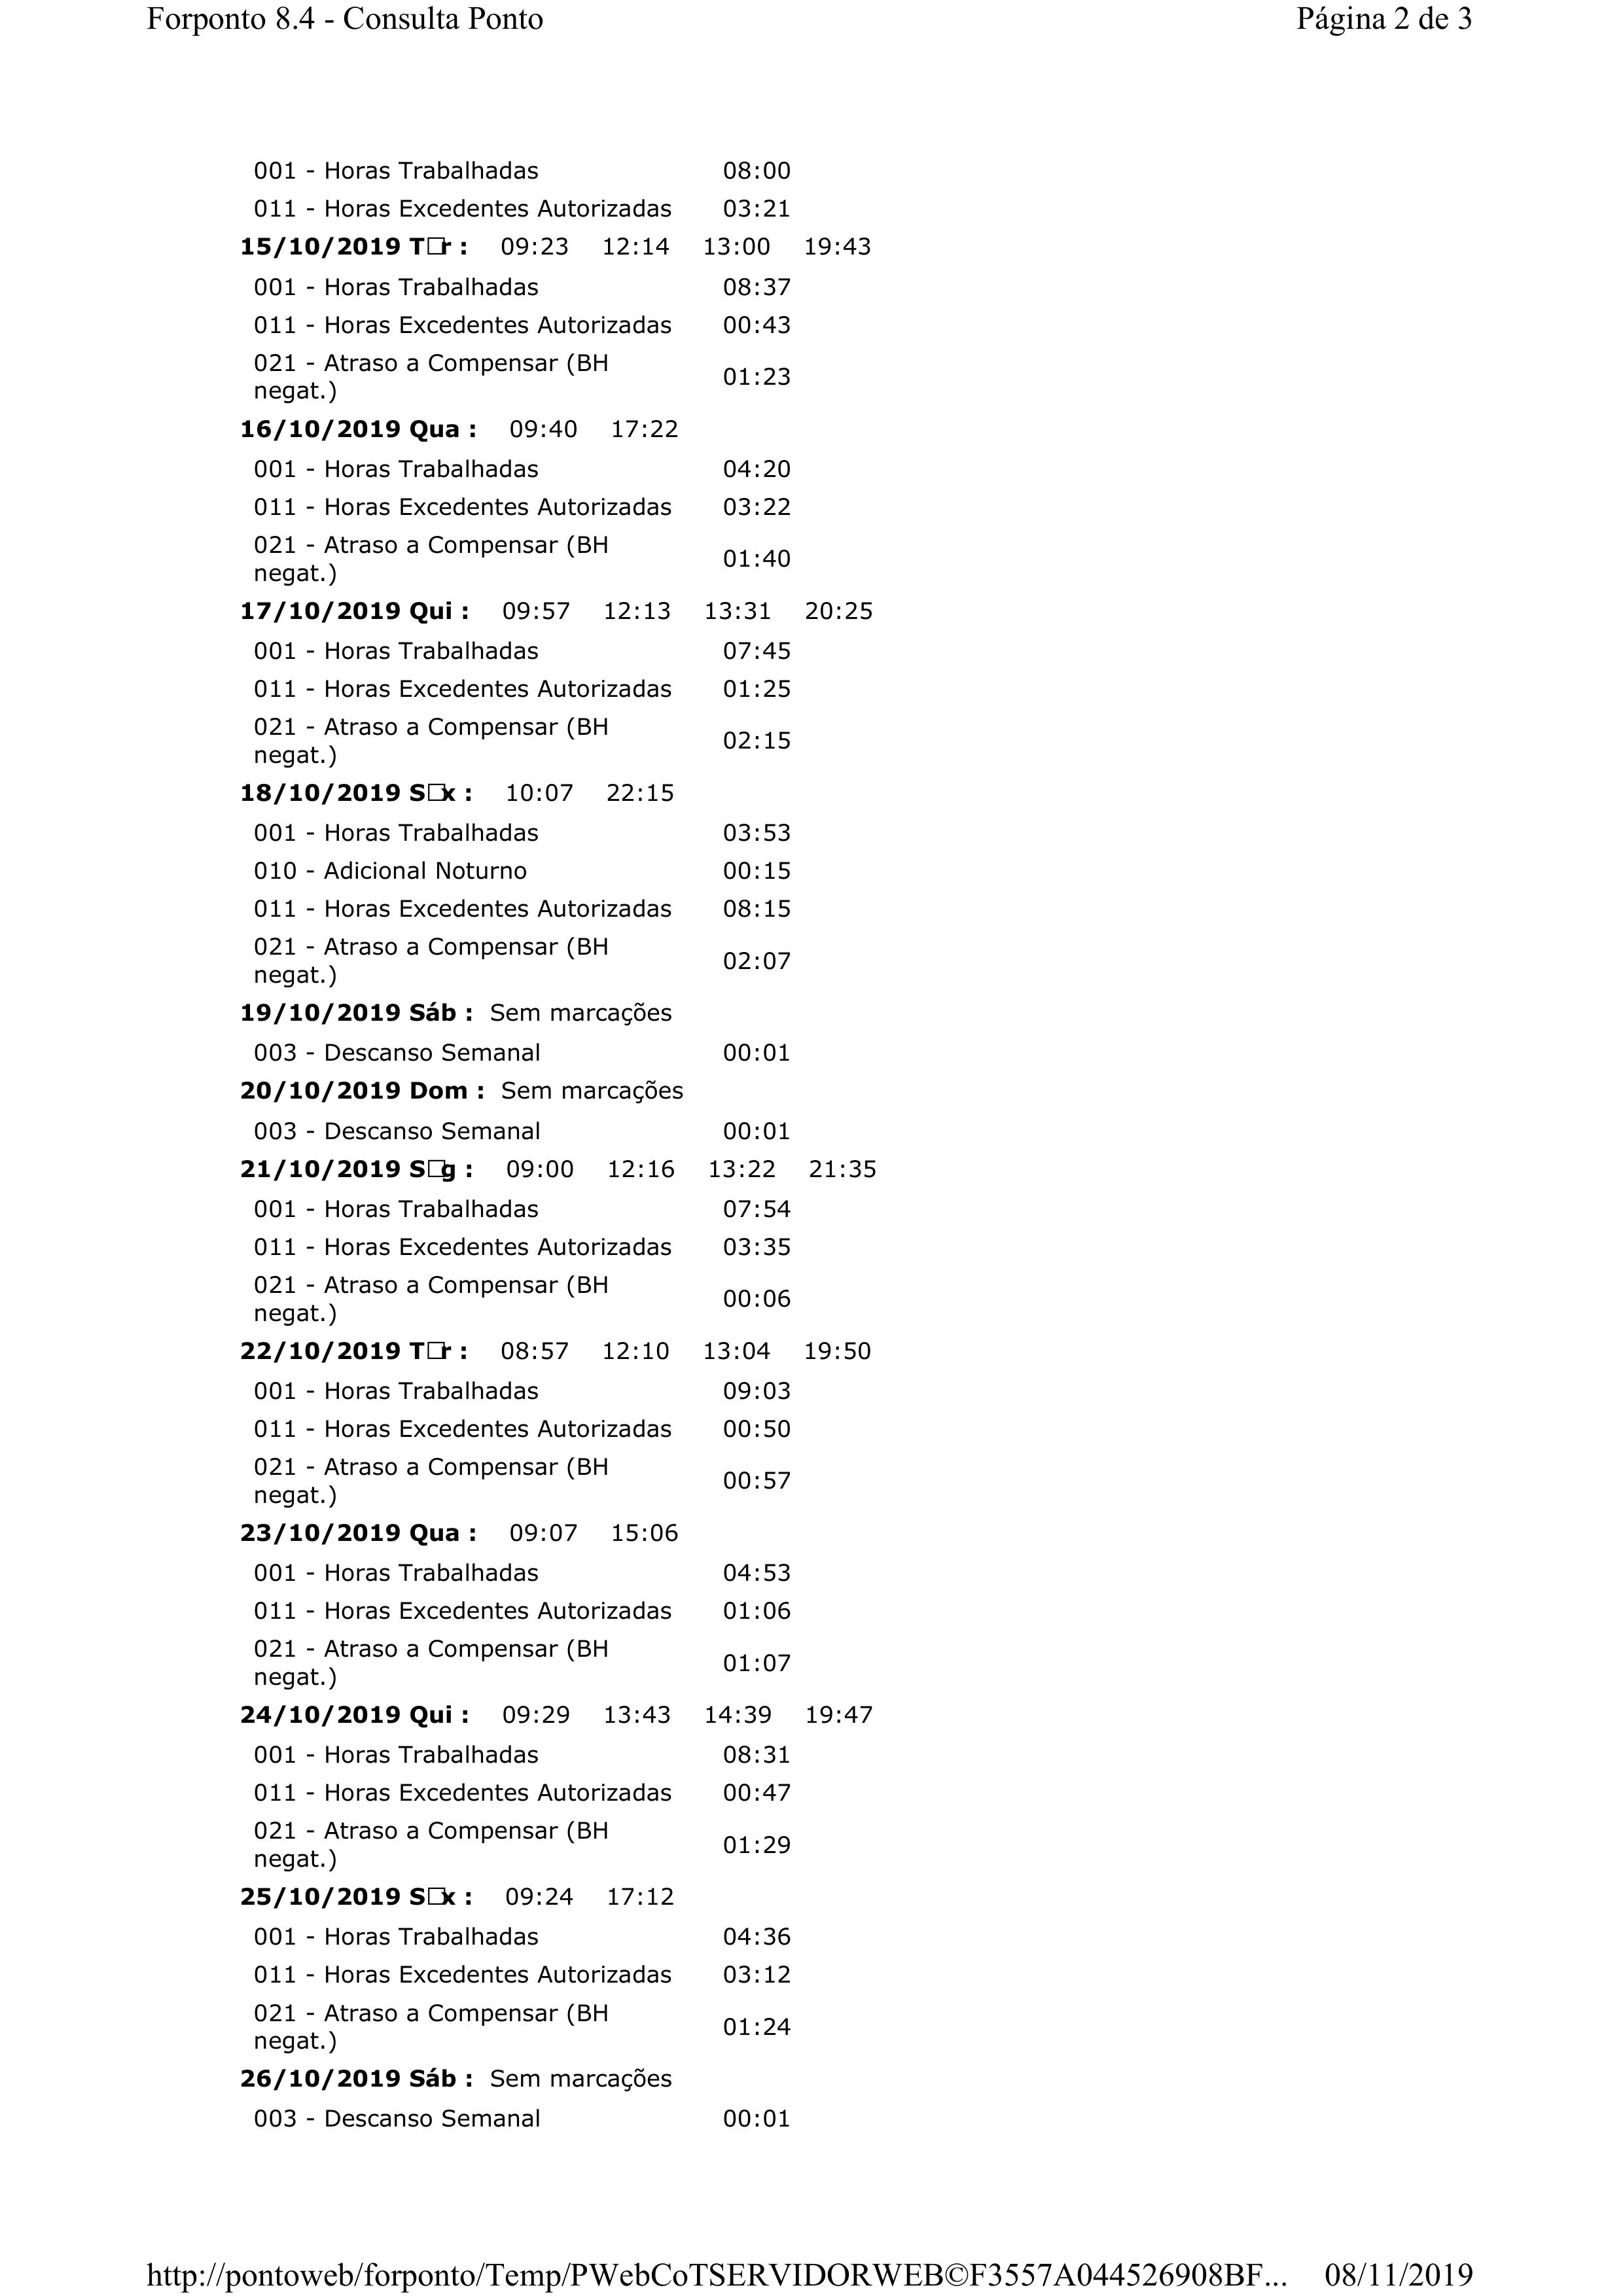 Forponto 8.4 - Consulta Ponto Página 2 de 3
001 - Horas Trabalhadas 08:00
011 - Horas Excedentes Autorizadas 03:21
15/10/2019 T□r : 09:23 12:14 13:00 19:43
001 - Horas Trabalhadas 08:37
011 - Horas Excedentes Autorizadas 00:43
021 - Atraso a Compensar (BH
negat.) 01:23
16/10/2019 Qua : 09:40 17:22
001 - Horas Trabalhadas 04:20
011 - Horas Excedentes Autorizadas 03:22
021 - Atraso a Compensar (BH
negat.) 01:40
17/10/2019 Qui : 09:57 12:13 13:31 20:25
001 - Horas Trabalhadas 07:45
011 - Horas Excedentes Autorizadas 01:25
021 - Atraso a Compensar (BH
negat.) 02:15
18/10/2019 S□x : 10:07 22:15
001 - Horas Trabalhadas 03:53
010 - Adicional Noturno 00:15
011 - Horas Excedentes Autorizadas 08:15
021 - Atraso a Compensar (BH
negat.) 02:07
19/10/2019 Sáb : Sem marcações
003 - Descanso Semanal 00:01
20/10/2019 Dom : Sem marcações
003 - Descanso Semanal 00:01
21/10/2019 S□g : 09:00 12:16 13:22 21:35
001 - Horas Trabalhadas 07:54
011 - Horas Excedentes Autorizadas 03:35
021 - Atraso a Compensar (BH
negat.) 00:06
22/10/2019 T□r : 08:57 12:10 13:04 19:50
001 - Horas Trabalhadas 09:03
011 - Horas Excedentes Autorizadas 00:50
021 - Atraso a Compensar (BH
negat.) 00:57
23/10/2019 Qua : 09:07 15:06
001 - Horas Trabalhadas 04:53
011 - Horas Excedentes Autorizadas 01:06
021 - Atraso a Compensar (BH
negat.) 01:07
24/10/2019 Qui : 09:29 13:43 14:39 19:47
001 - Horas Trabalhadas 08:31
011 - Horas Excedentes Autorizadas 00:47
021 - Atraso a Compensar (BH
negat.) 01:29
25/10/2019 S□x : 09:24 17:12
001 - Horas Trabalhadas 04:36
011 - Horas Excedentes Autorizadas 03:12
021 - Atraso a Compensar (BH
negat.) 01:24
26/10/2019 Sáb : Sem marcações
003 - Descanso Semanal 00:01
http://pontoweb/forponto/Temp/PWebCoTSERVIDORWEB©F3557A044526908BF... 08/11/2019